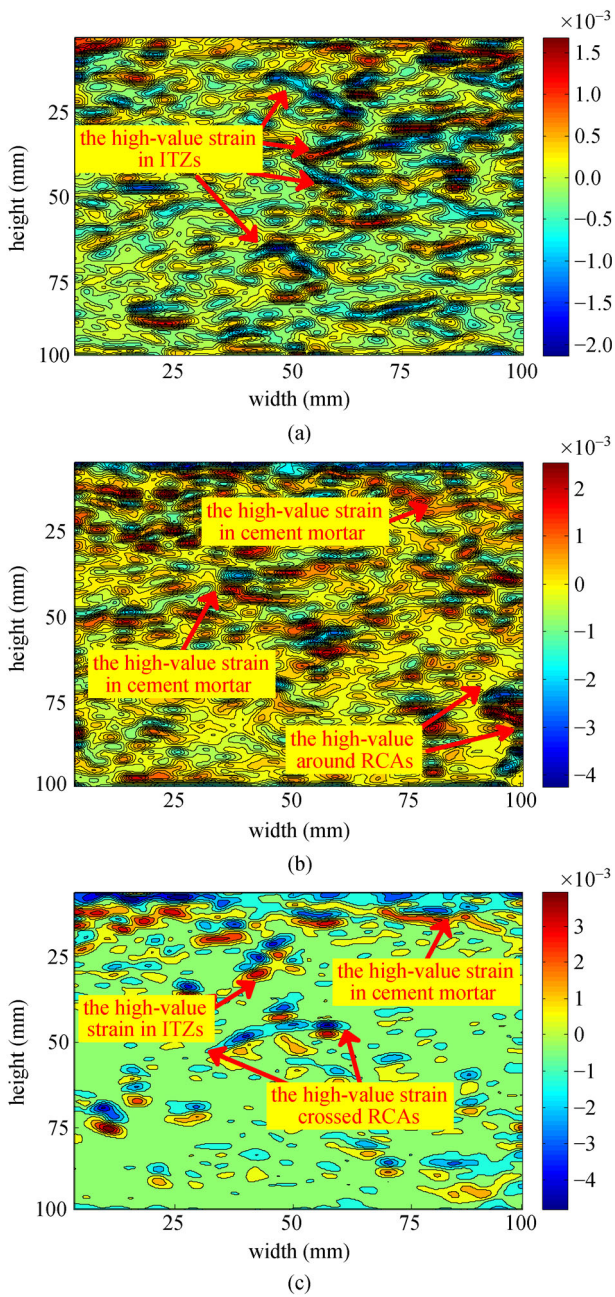 ×10⁻³
1.5
1.0
0.5
0
−0.5
−1.0
−1.5
−2.0
25
50
75
100
height (mm)
the high-value strain
in ITZs
25
50
75
100
width (mm)
(a)
×10⁻³
2
1
0
−1
−2
−3
−4
25
50
75
100
height (mm)
the high-value strain
in cement mortar
the high-value strain
in cement mortar
the high-value
around RCAs
25
50
75
100
width (mm)
(b)
×10⁻³
3
2
1
0
−1
−2
−3
−4
25
50
75
100
height (mm)
the high-value strain
in cement mortar
the high-value
strain in ITZs
the high-value strain
crossed RCAs
25
50
75
100
width (mm)
(c)